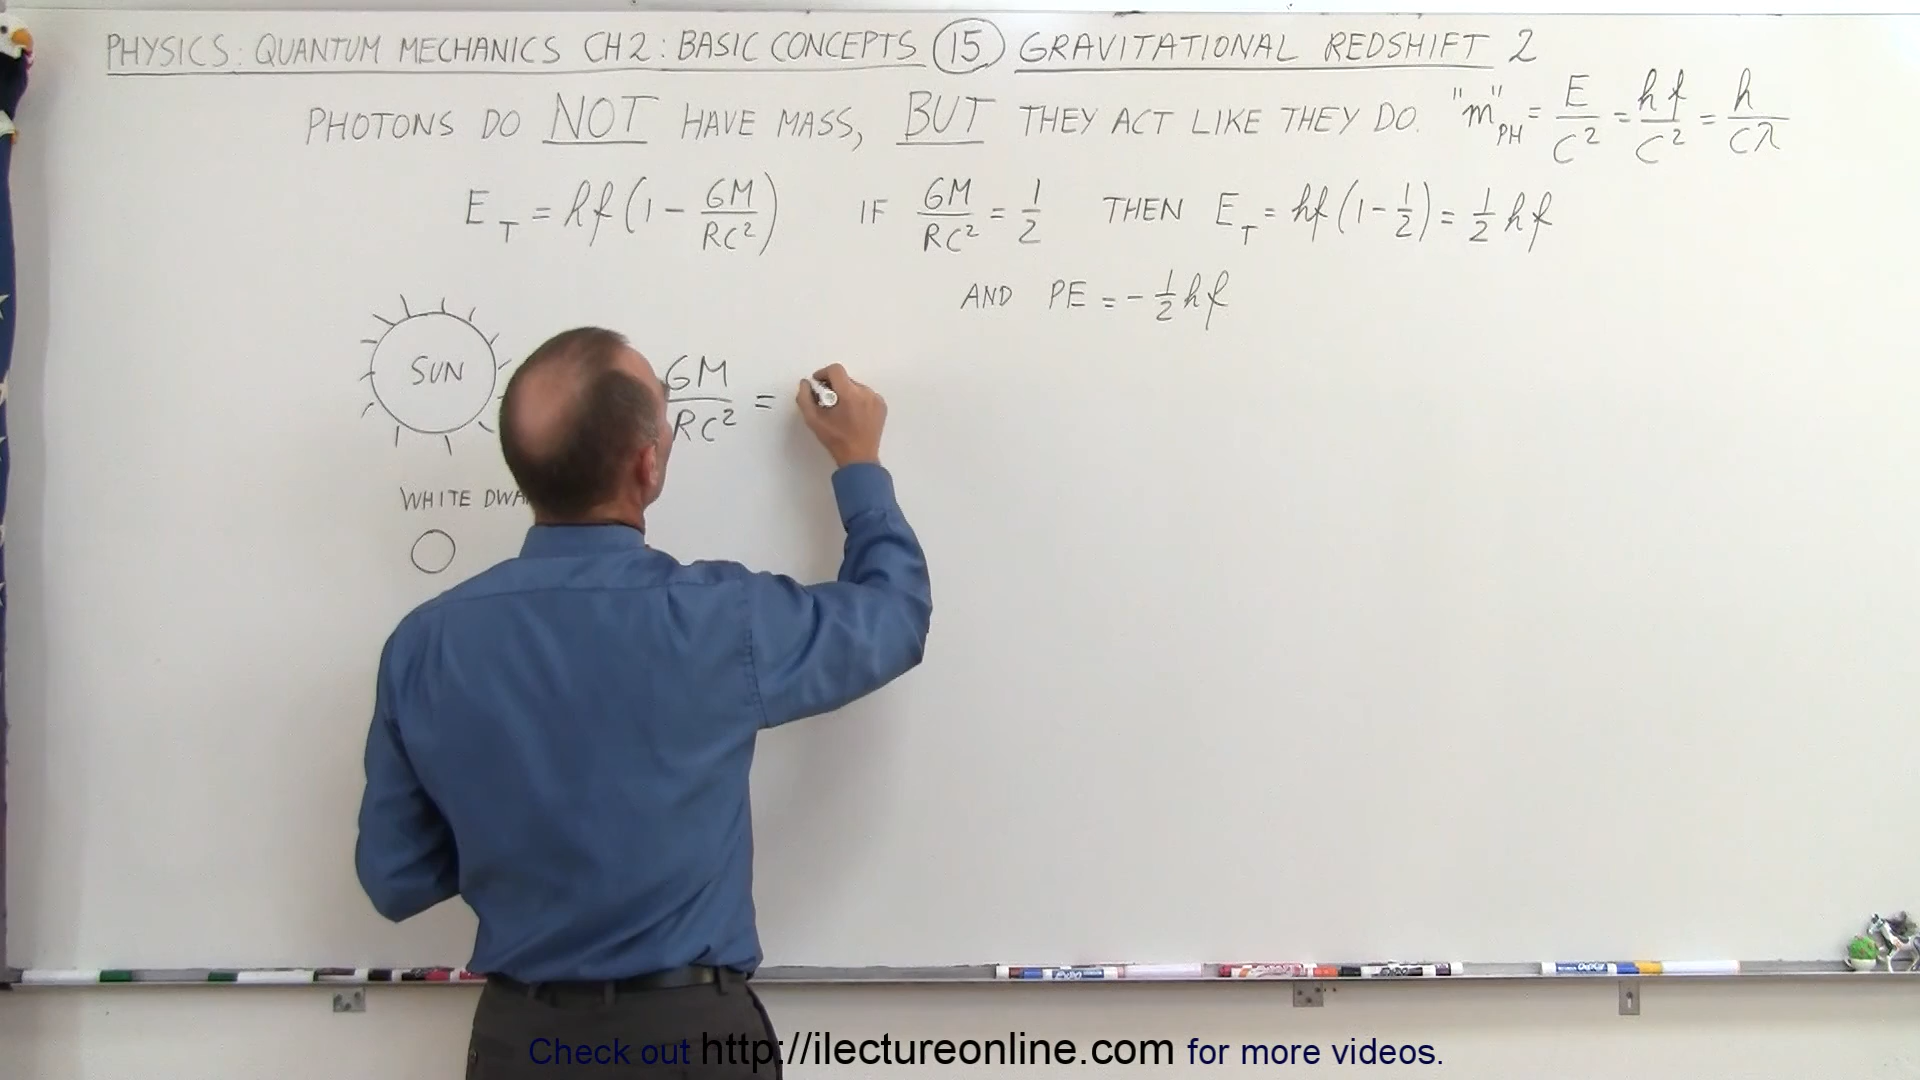 PHYSICS: QUANTUM MECHANICS CH2: BASIC CONCEPTS 15 GRAVITATIONAL REDSHIFT 2
PHOTONS DO NOT HAVE MASS, BUT THEY ACT LIKE THEY DO. "m"PH = E/C² = hf/C² = h/Cλ
E_T = hf(1 - GM/RC²) IF GM/RC² = 1/2 THEN E_T = hf(1 - 1/2) = 1/2 hf
AND PE = - 1/2 hf
SUN GM/RC² =
WHITE
EXPO
Check out http://ilectureonline.com for more videos.